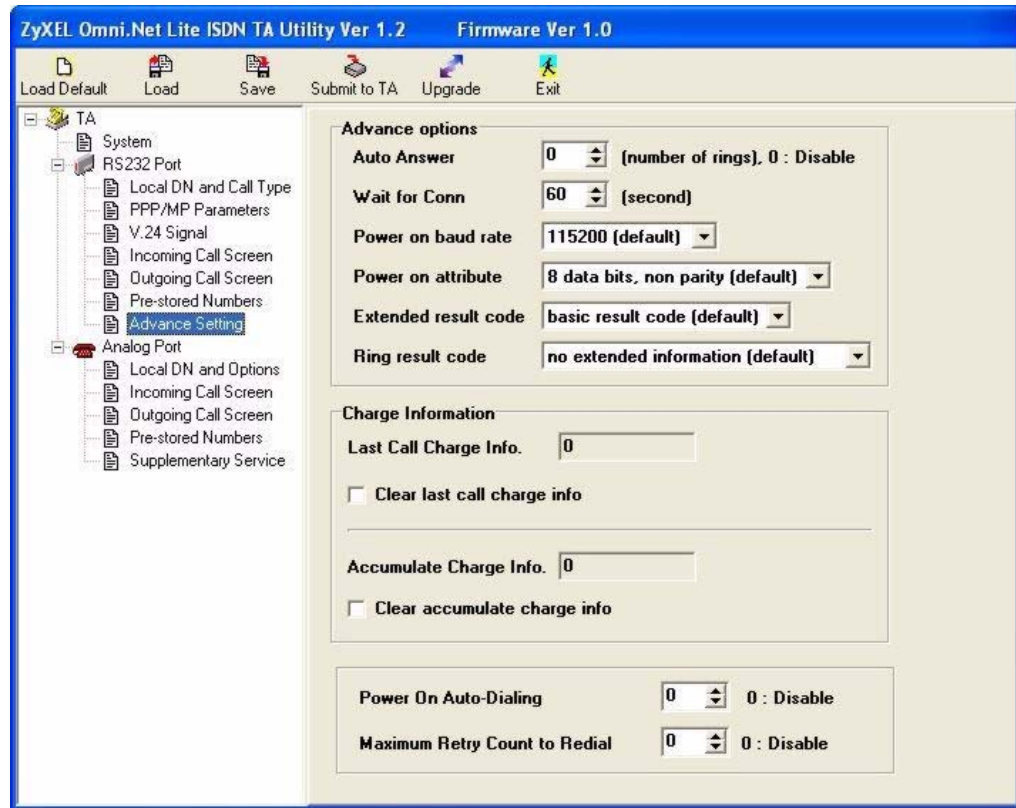 ZyXEL Omni.Net Lite ISDN TA Utility Ver 1.2 Firmware Ver 1.0
Load Default Load Save Submit to TA Upgrade Exit
TA
System
RS232 Port
Local DN and Call Type
PPP/MP Parameters
V.24 Signal
Incoming Call Screen
Outgoing Call Screen
Pre-stored Numbers
Advance Setting
Analog Port
Local DN and Options
Incoming Call Screen
Outgoing Call Screen
Pre-stored Numbers
Supplementary Service
Advance options
Auto Answer 0 (number of rings), 0 : Disable
Wait for Conn 60 (second)
Power on baud rate 115200 (default)
Power on attribute 8 data bits, non parity (default)
Extended result code basic result code (default)
Ring result code no extended information (default)
Charge Information
Last Call Charge Info. 0
Clear last call charge info
Accumulate Charge Info. 0
Clear accumulate charge info
Power On Auto-Dialing 0 0 : Disable
Maximum Retry Count to Redial 0 0 : Disable